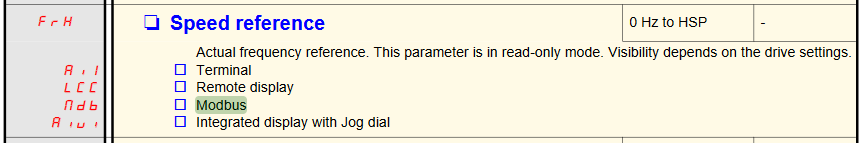 FrH Speed reference 0 Hz to HSP -
Actual frequency reference. This parameter is in read-only mode. Visibility depends on the drive settings.
AI1 Terminal
LCC Remote display
Mdb Modbus
AIU1 Integrated display with Jog dial